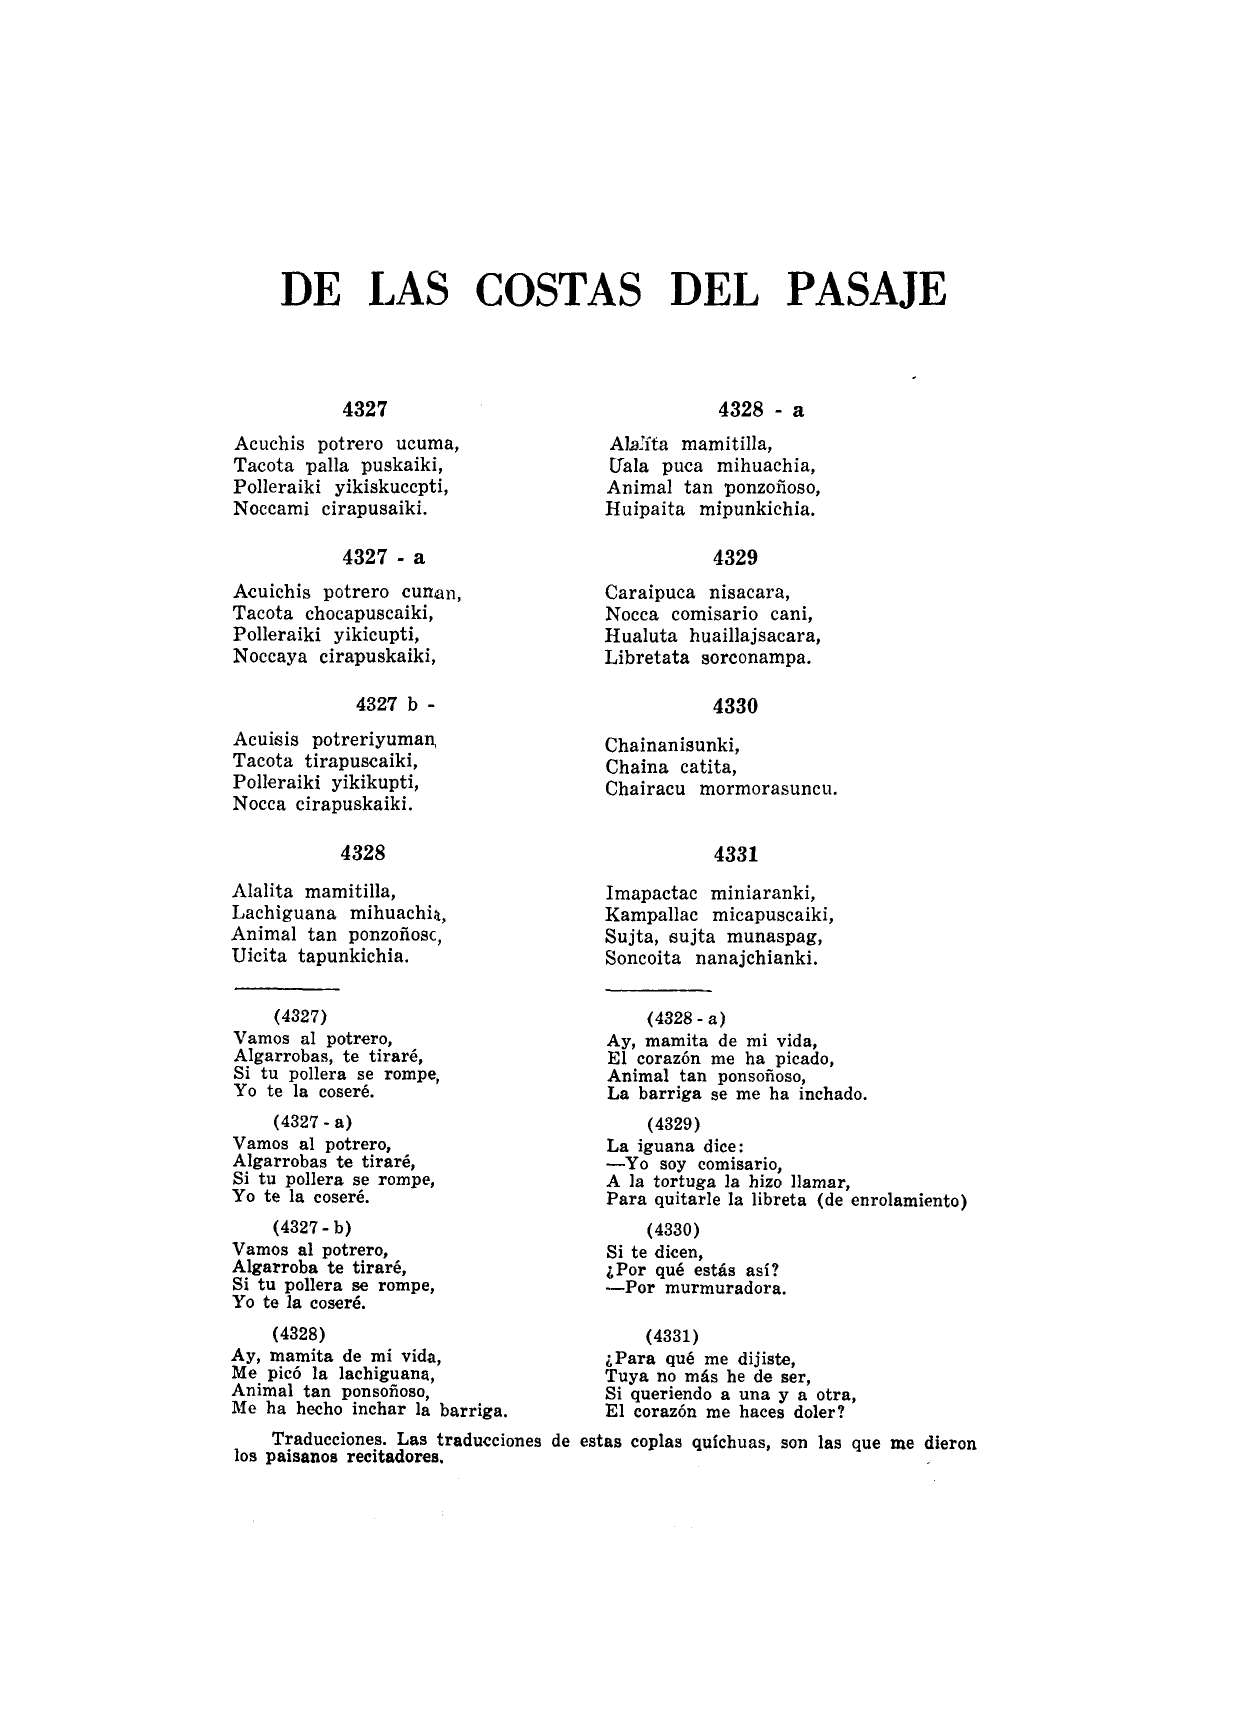 DE LAS COSTAS DEL PASAJE
4327
Acuchis potrero ucuma,
Tacota palla puskaiki,
Polleraiki yikiskuccpti,
Noccami cirapusaiki.
4327 - a
Acuichis potrero cunan,
Tacota chocapuscaiki,
Polleraiki yikicupti,
Noccaya cirapuskaiki,
4327 b -
Acuisis potreriyuman,
Tacota tirapuscaiki,
Polleraiki yikikupti,
Nocca cirapuskaiki.
4328
Alalita mamitilla,
Lachiguana mihuachia,
Animal tan ponzoñosc,
Uicita tapunkichia.
4328 - a
Alalíta mamitilla,
Uala puca mihuachia,
Animal tan ponzoñoso,
Huipaita mipunkichia.
4329
Caraipuca nisacara,
Nocca comisario cani,
Hualuta huaillajsacara,
Libretata sorconampa.
4330
Chainanisunki,
Chaina catita,
Chairacu mormorasuncu.
4331
Imapactac miniaranki,
Kampallac micapuscaiki,
Sujta, sujta munaspag,
Soncoita nanajchianki.
(4327)
Vamos al potrero,
Algarrobas, te tiraré,
Si tu pollera se rompe,
Yo te la coseré.
(4327 - a)
Vamos al potrero,
Algarrobas te tiraré,
Si tu pollera se rompe,
Yo te la coseré.
(4327 - b)
Vamos al potrero,
Algarroba te tiraré,
Si tu pollera se rompe,
Yo te la coseré.
(4328)
Ay, mamita de mi vida,
Me picó la lachiguana,
Animal tan ponsoñoso,
Me ha hecho inchar la barriga.
(4328 - a)
Ay, mamita de mi vida,
El corazón me ha picado,
Animal tan ponsoñoso,
La barriga se me ha inchado.
(4329)
La iguana dice:
—Yo soy comisario,
A la tortuga la hizo llamar,
Para quitarle la libreta (de enrolamiento)
(4330)
Si te dicen,
¿Por qué estás así?
—Por murmuradora.
(4331)
¿Para qué me dijiste,
Tuya no más he de ser,
Si queriendo a una y a otra,
El corazón me haces doler?
Traducciones. Las traducciones de estas coplas quíchuas, son las que me dieron
los paisanos recitadores.